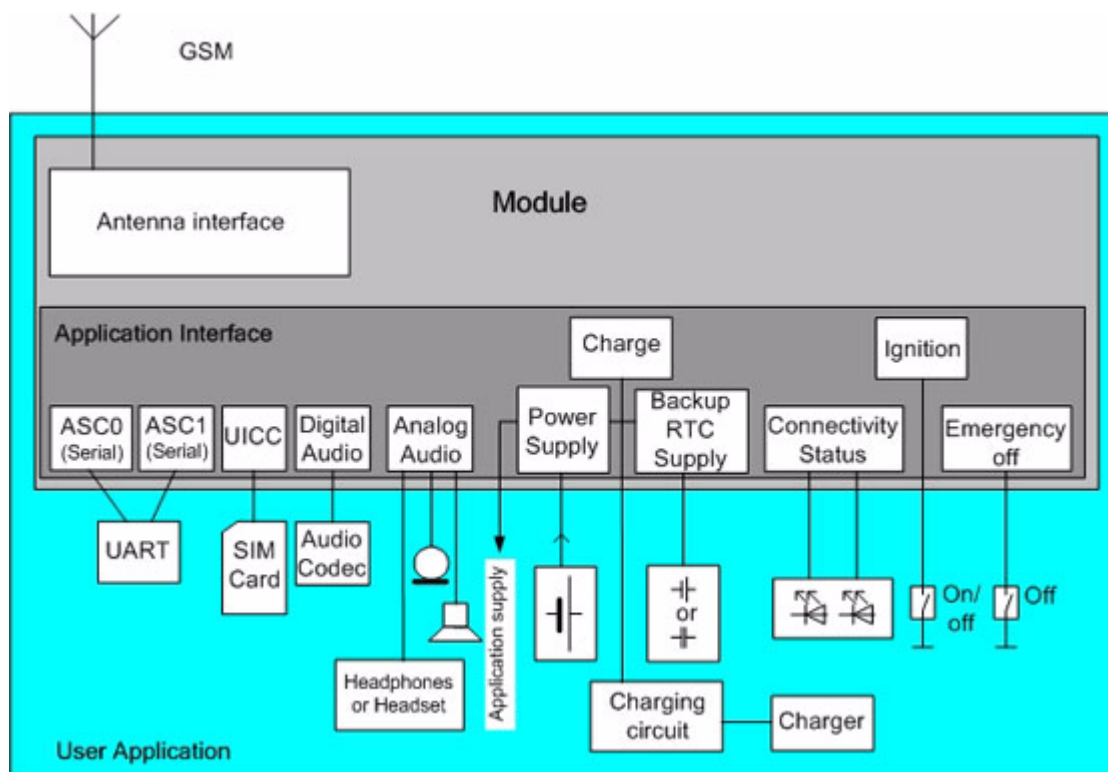 GSM
Antenna interface
Module
Application Interface
Charge
Ignition
ASC0
(Serial)
ASC1
(Serial)
UICC
Digital
Audio
Analog
Audio
Power
Supply
Backup
RTC
Supply
Connectivity
Status
Emergency
off
UART
SIM
Card
Audio
Codec
Application supply
or
On/
off
Off
Headphones
or Headset
Charging
circuit
Charger
User Application